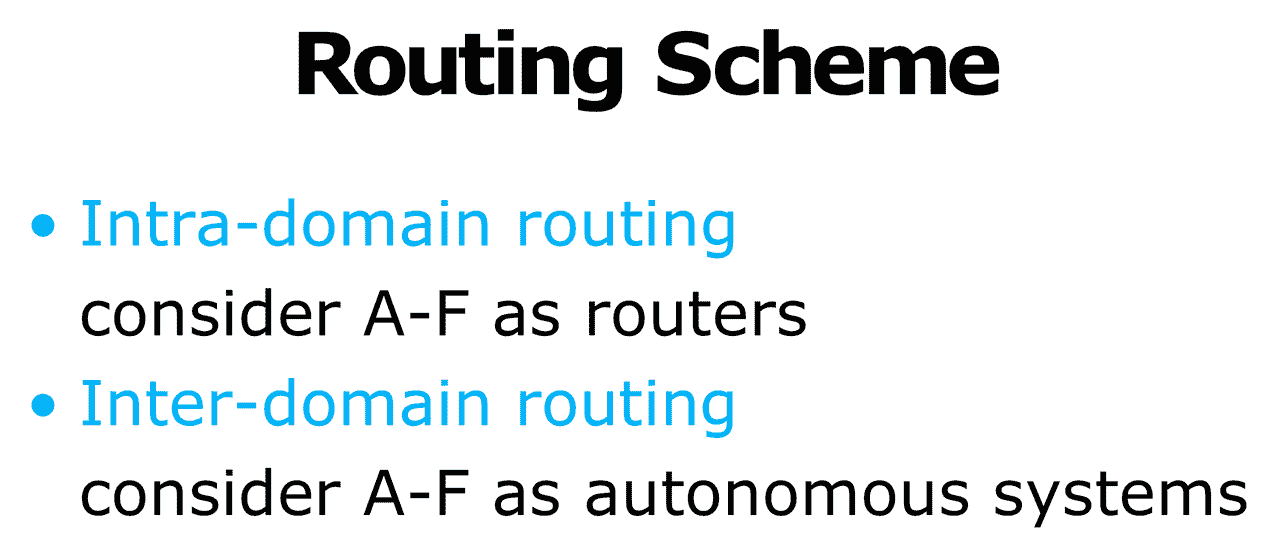 Routing Scheme
• Intra-domain routing
consider A-F as routers
• Inter-domain routing
consider A-F as autonomous systems